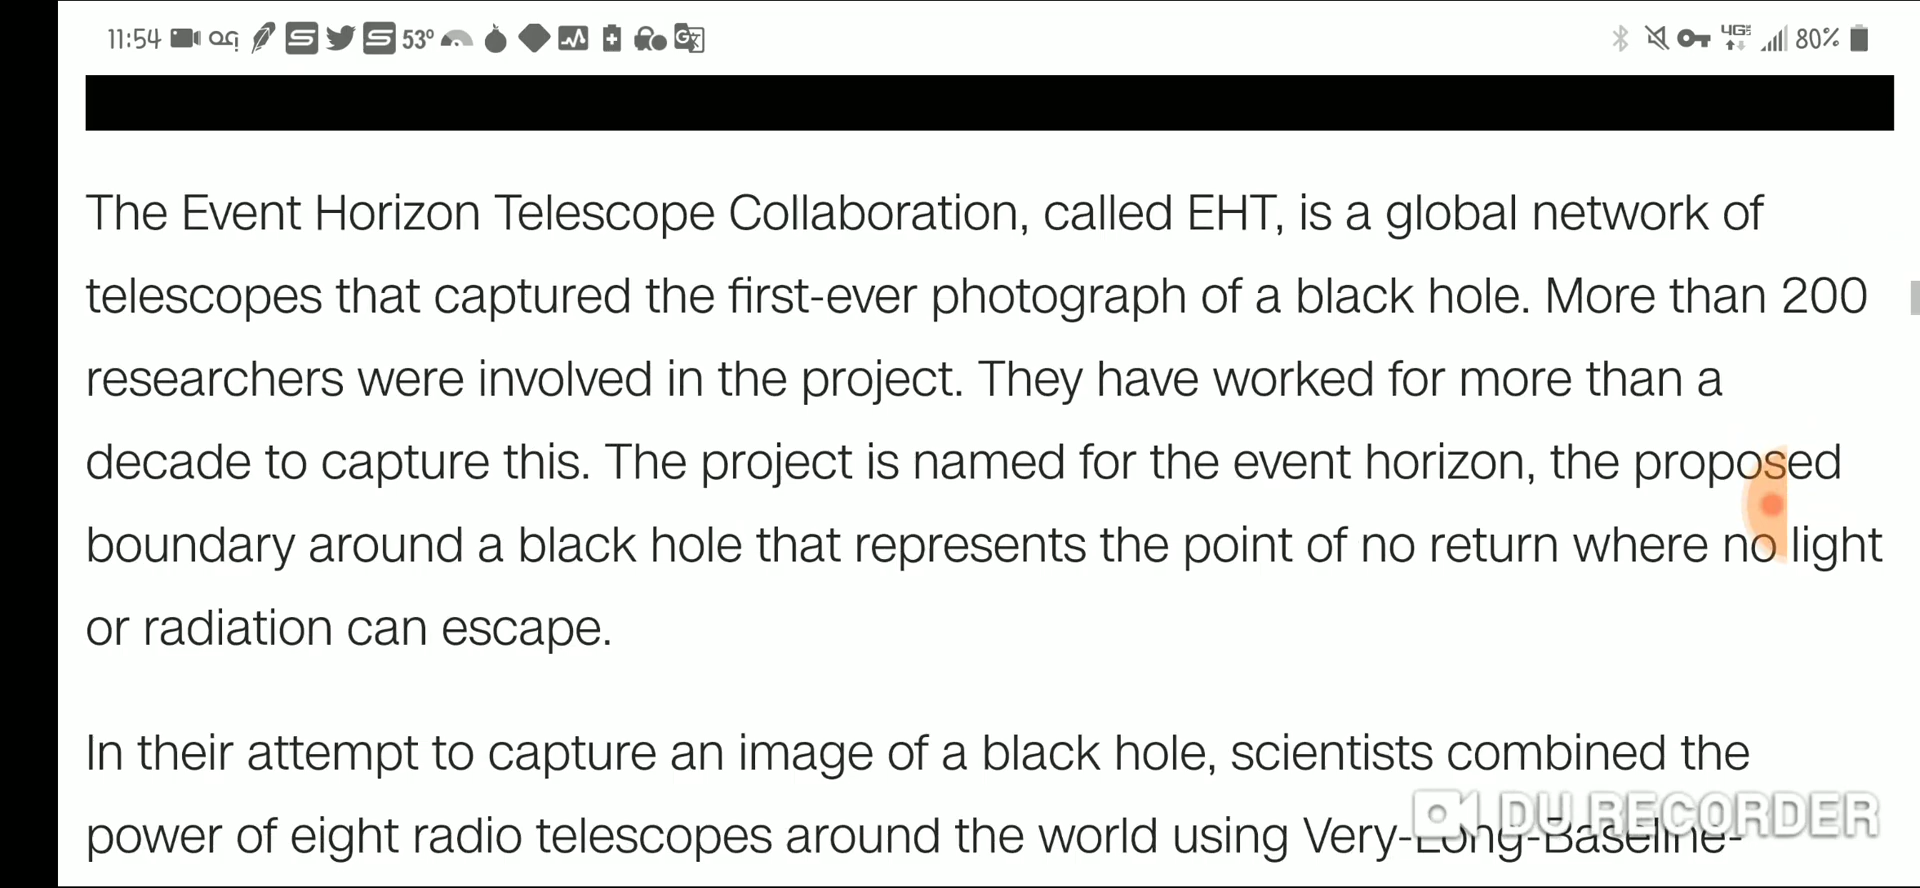 11:54 53° 4GE 80%
The Event Horizon Telescope Collaboration, called EHT, is a global network of
telescopes that captured the first-ever photograph of a black hole. More than 200
researchers were involved in the project. They have worked for more than a
decade to capture this. The project is named for the event horizon, the proposed
boundary around a black hole that represents the point of no return where no light
or radiation can escape.
In their attempt to capture an image of a black hole, scientists combined the
power of eight radio telescopes around the world using Very-Long-Baseline-
DU RECORDER